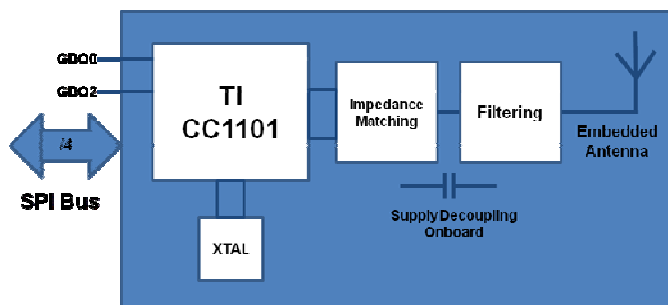 GDO0
GDO2
/4
SPI Bus
TI
CC1101
XTAL
Impedance
Matching
Filtering
Embedded
Antenna
Supply Decoupling
Onboard